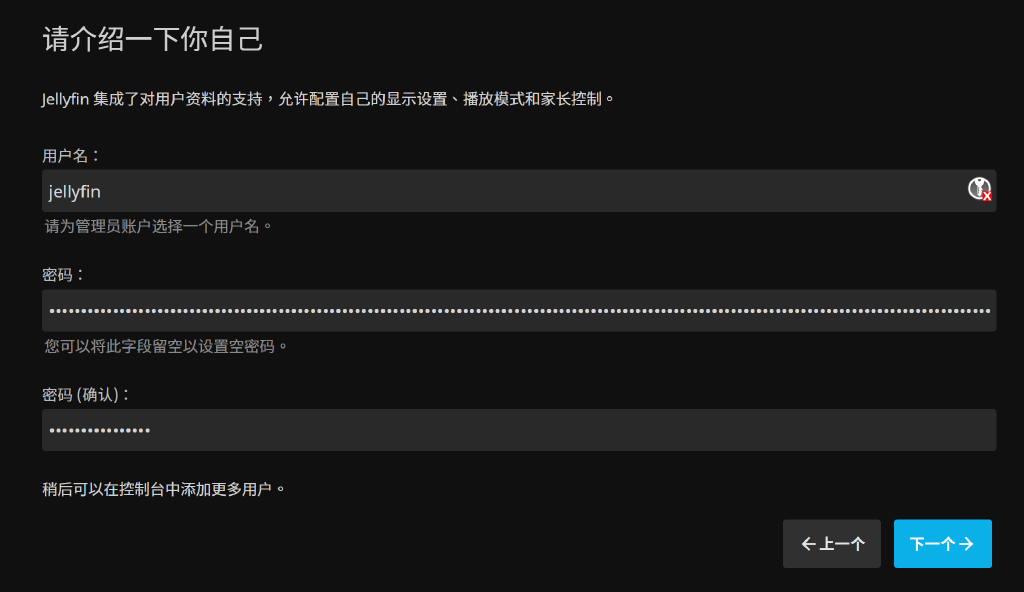 请介绍一下你自己
Jellyfin 集成了对用户资料的支持，允许配置自己的显示设置、播放模式和家长控制。
用户名：
jellyfin
请为管理员账户选择一个用户名。
密码：
您可以将此字段留空以设置空密码。
密码 (确认)：
稍后可以在控制台中添加更多用户。
←上一个
下一个→